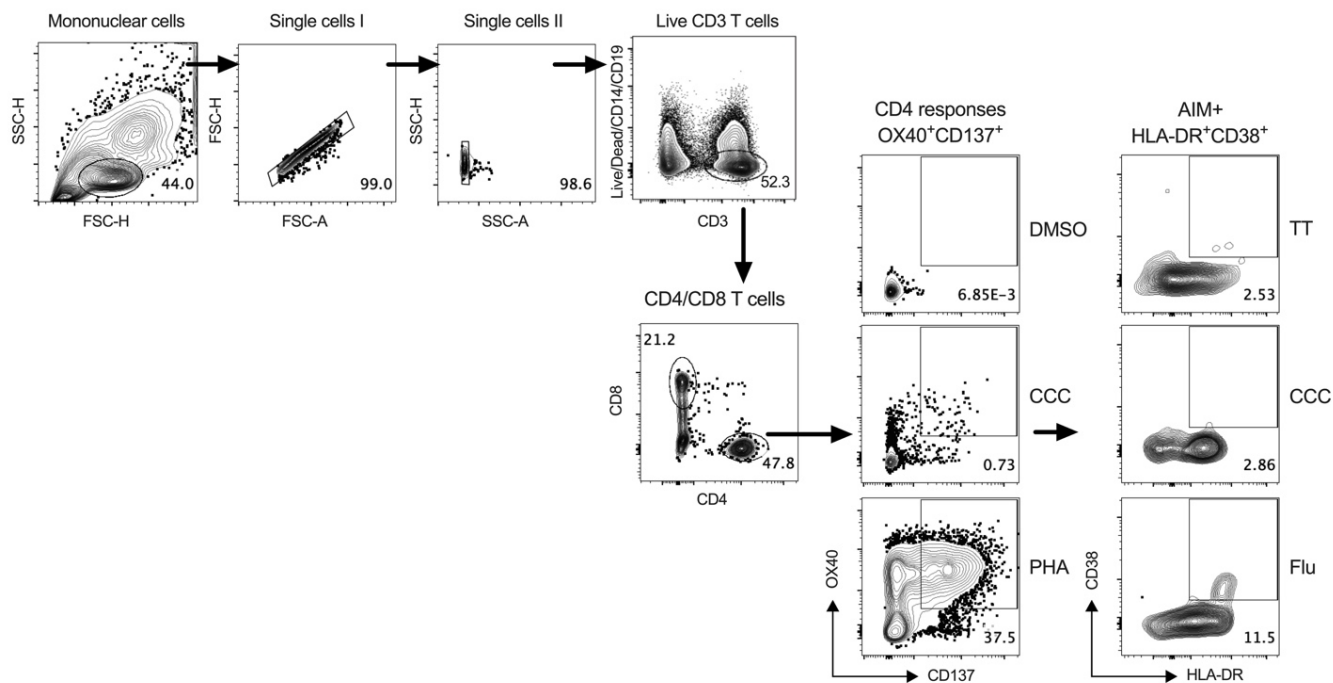 Mononuclear cells
Single cells I
Single cells II
Live CD3 T cells
SSC-H
44.0
FSC-H
FSC-H
99.0
FSC-A
SSC-H
98.6
SSC-A
Live/Dead/CD14/CD19
52.3
CD3
CD4/CD8 T cells
21.2
CD8
47.8
CD4
CD4 responses
OX40⁺CD137⁺
AIM+
HLA-DR⁺CD38⁺
DMSO
6.85E-3
TT
2.53
CCC
0.73
CCC
2.86
OX40
PHA
37.5
CD137
CD38
Flu
11.5
HLA-DR